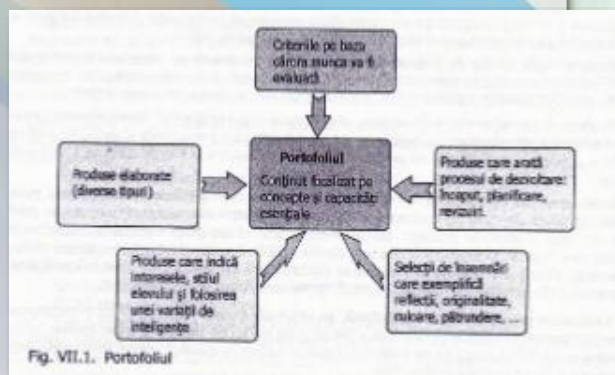 Criteriile pe baza
cărora munca va fi
evaluată
Portofoliul
Conținut focalizat pe
concepte și capacități
esențiale
Produse elaborate
(diverse tipuri)
Produse care arată
procesul de dezvoltare:
început, planificare,
revizuiri.
Produse care indică
interesele, stilul
elevului și folosirea
unei variații de
inteligențe
Selecții de însemnări
care exemplifică
reflecții, originalitate,
culoare, pătrundere, ...
Fig. VII.1. Portofoliul